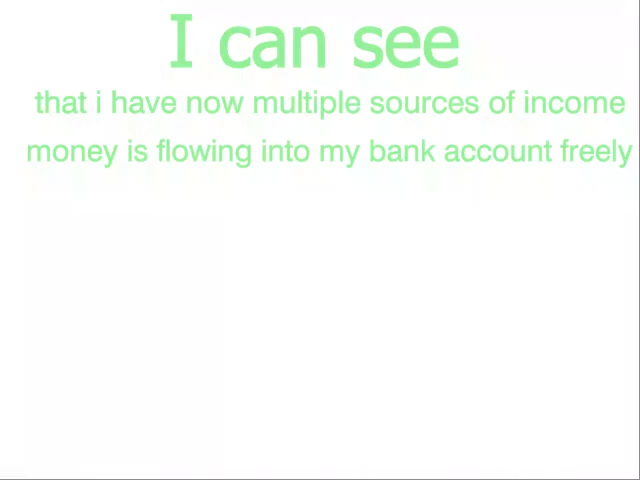 I can see
that i have now multiple sources of income
money is flowing into my bank account freely